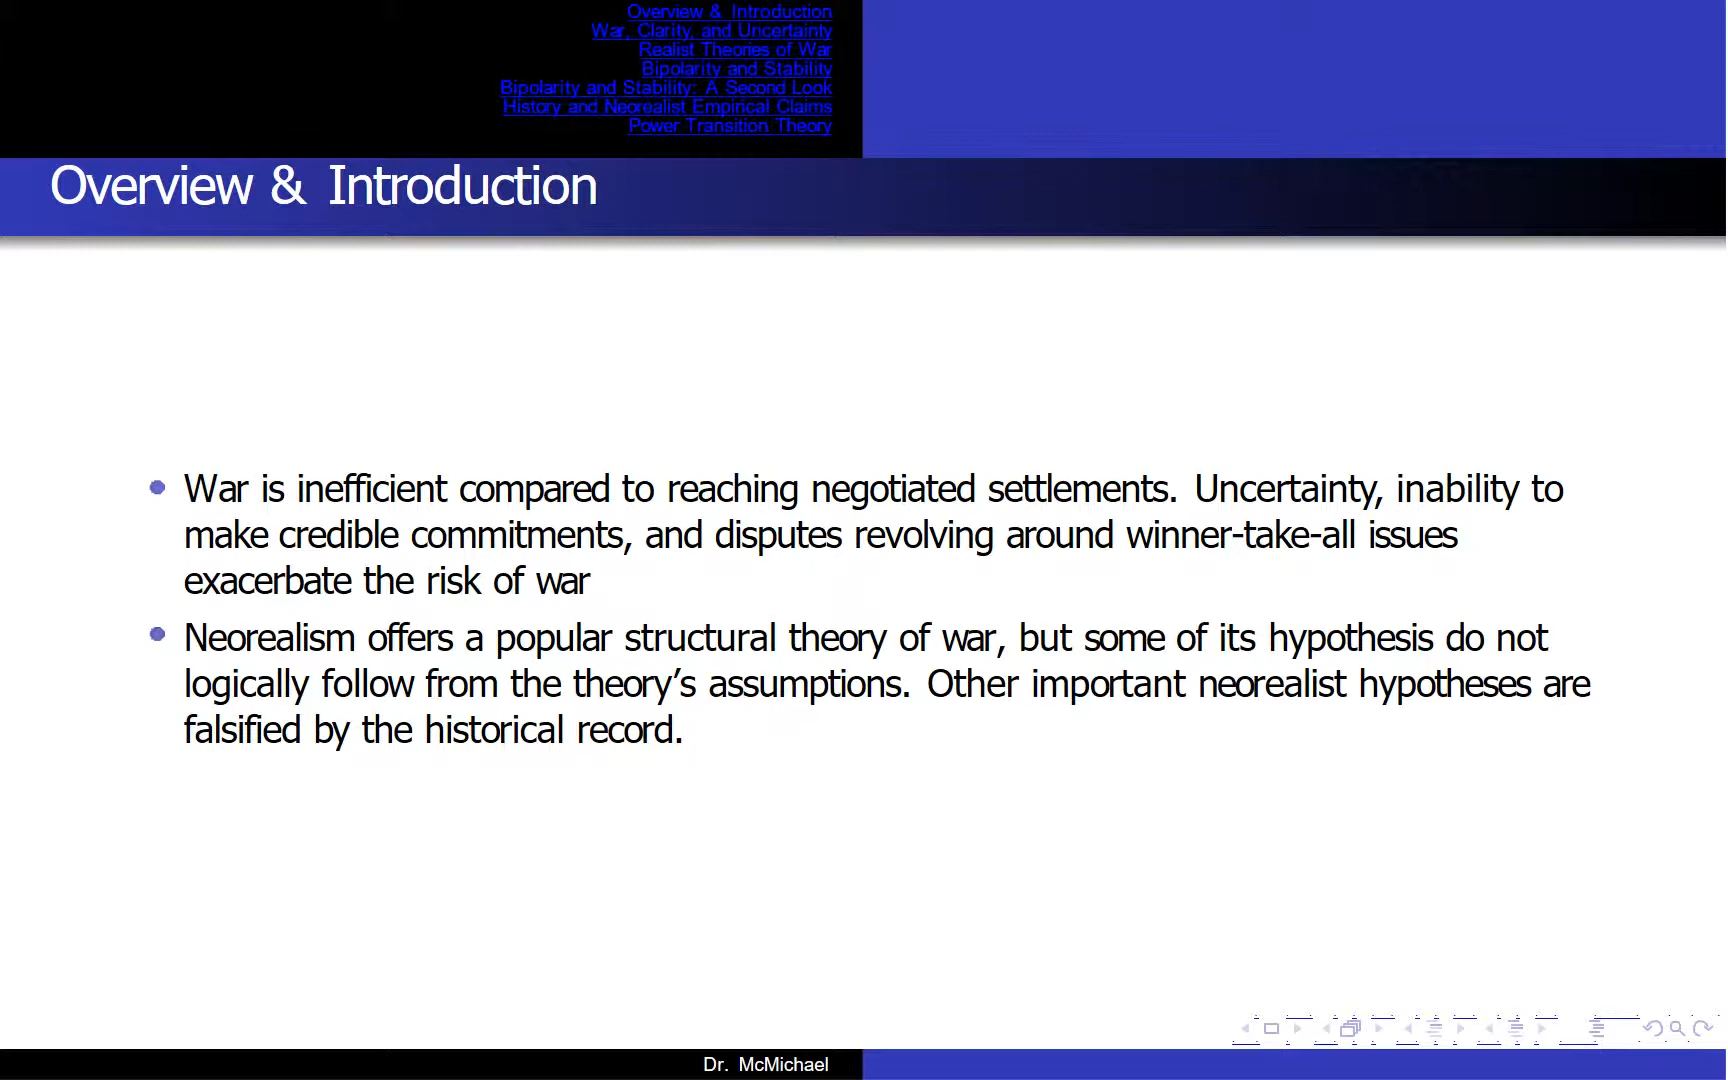 Overview & Introduction
War, Clarity, and Uncertainty
Realist Theories of War
Bipolarity and Stability
Bipolarity and Stability: A Second Look
History and Neorealist Empirical Claims
Power Transition Theory
Overview & Introduction
War is inefficient compared to reaching negotiated settlements. Uncertainty, inability to
make credible commitments, and disputes revolving around winner-take-all issues
exacerbate the risk of war
Neorealism offers a popular structural theory of war, but some of its hypothesis do not
logically follow from the theory’s assumptions. Other important neorealist hypotheses are
falsified by the historical record.
Dr. McMichael